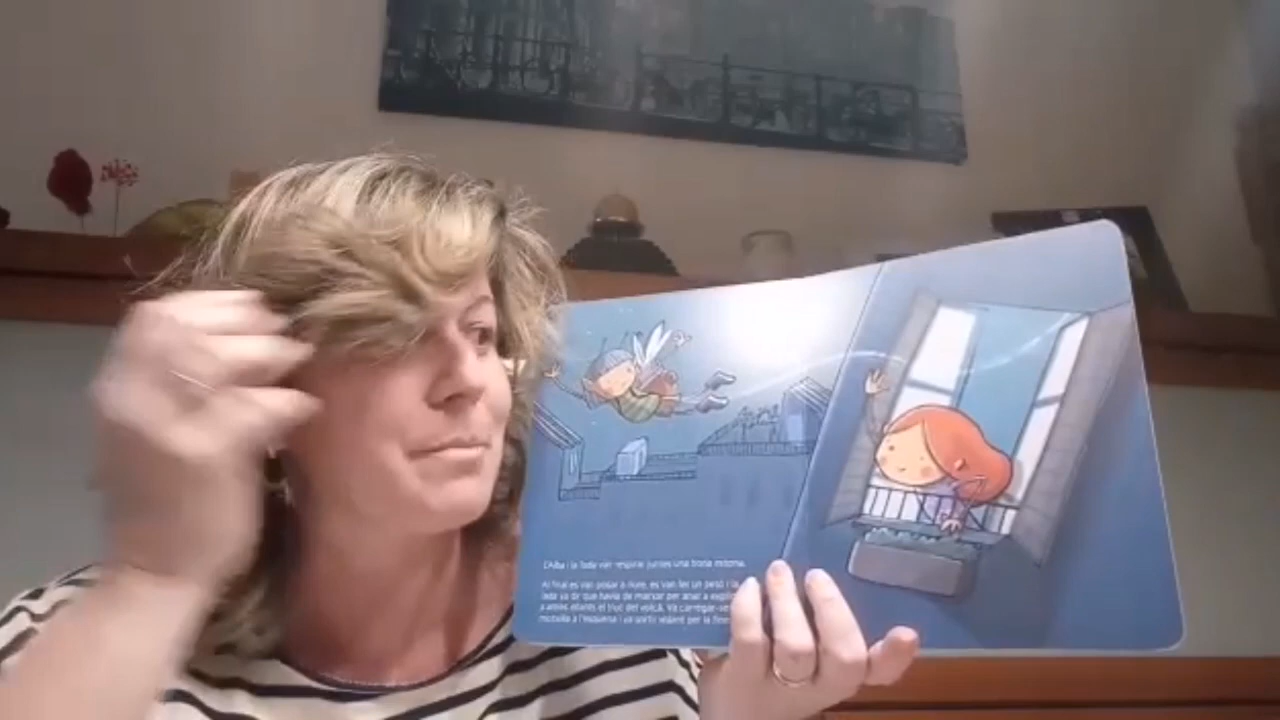 L'Alba i la fada van respirar juntes una bona estona.
Al final es van posar a riure, es van fer un petó i la
fada va dir que havia de marxar per anar a explicar
a altres infants el truc del volcà. Va carregar-se
motxilla a l'esquena i va sortir volant per la fine